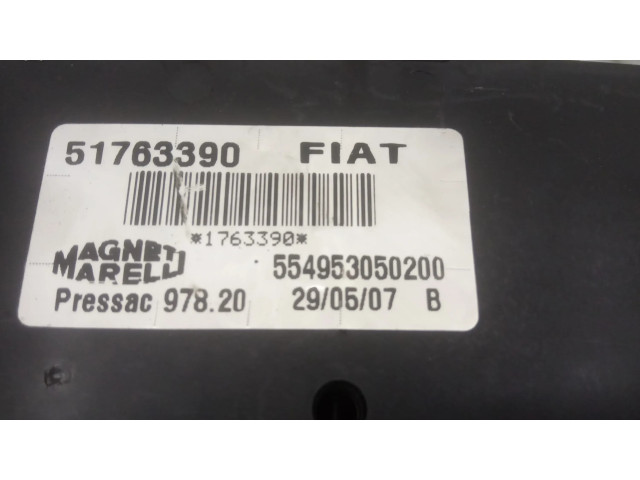 51763390 FIAT
*1763390*
MAGNETI
MARELLI 554953050200
Pressac 978.20 29/05/07 B